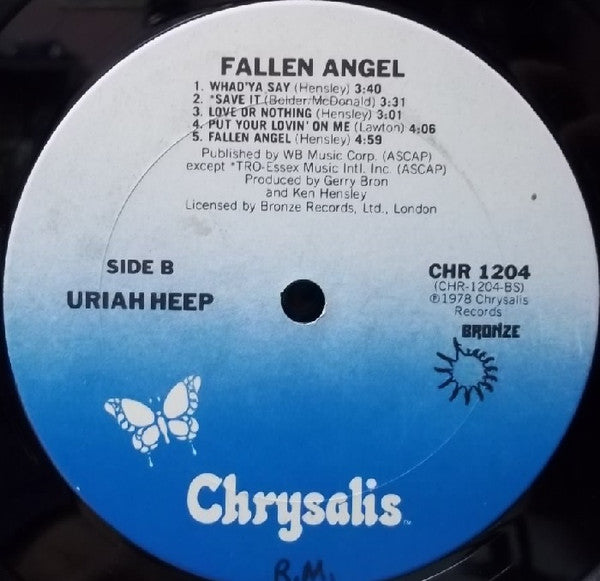 FALLEN ANGEL
1. WHAD'YA SAY (Hensley) 3:40
2. *SAVE IT (Bolder/McDonald) 3:31
3. LOVE OR NOTHING (Hensley) 3:01
4. PUT YOUR LOVIN' ON ME (Lawton) 4:06
5. FALLEN ANGEL (Hensley) 4:59
Published by WB Music Corp. (ASCAP)
except *TRO-Essex Music Intl. Inc. (ASCAP)
Produced by Gerry Bron
and Ken Hensley
Licensed by Bronze Records, Ltd., London
SIDE B
URIAH HEEP
CHR 1204
(CHR-1204-BS)
℗1978 Chrysalis
Records
BRONZE
Chrysalis
R.M.